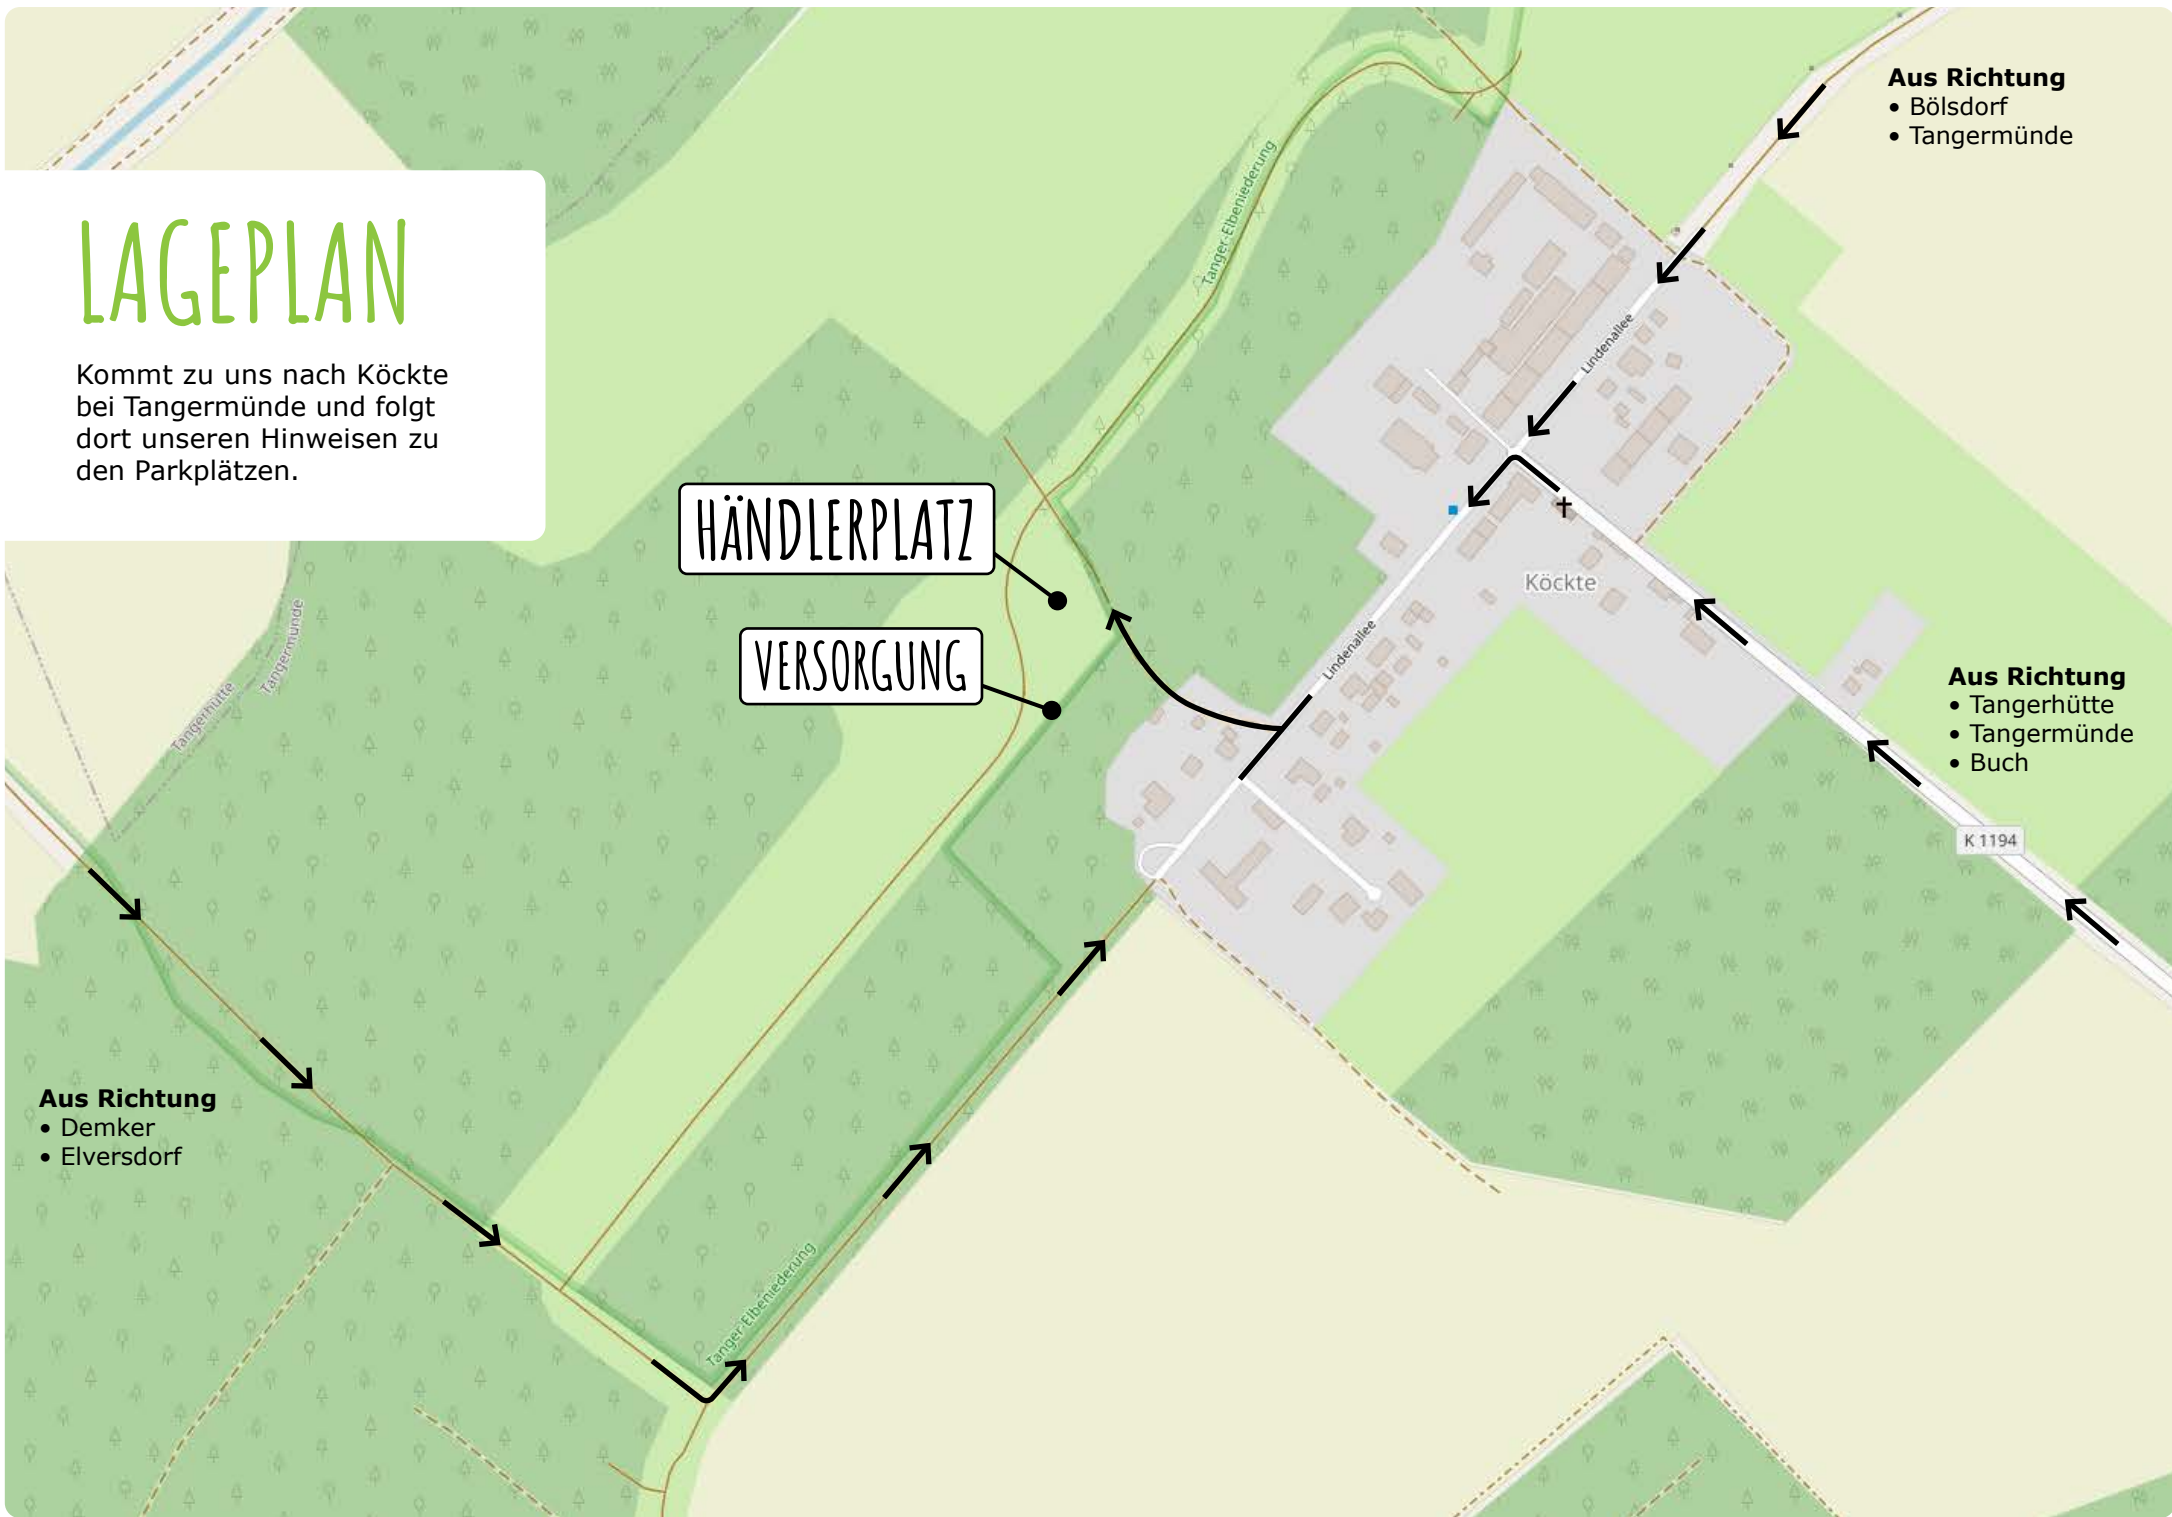 LAGEPLAN
Kommt zu uns nach Köckte
bei Tangermünde und folgt
dort unseren Hinweisen zu
den Parkplätzen.
Aus Richtung
• Bölsdorf
• Tangermünde
Tanger-Elbeniederung
Lindenallee
HÄNDLERPLATZ
Köckte
VERSORGUNG
Lindenallee
Tangerhütte
Tangermünde
Aus Richtung
• Tangerhütte
• Tangermünde
• Buch
K 1194
Aus Richtung
• Demker
• Elversdorf
Tanger-Elbeniederung